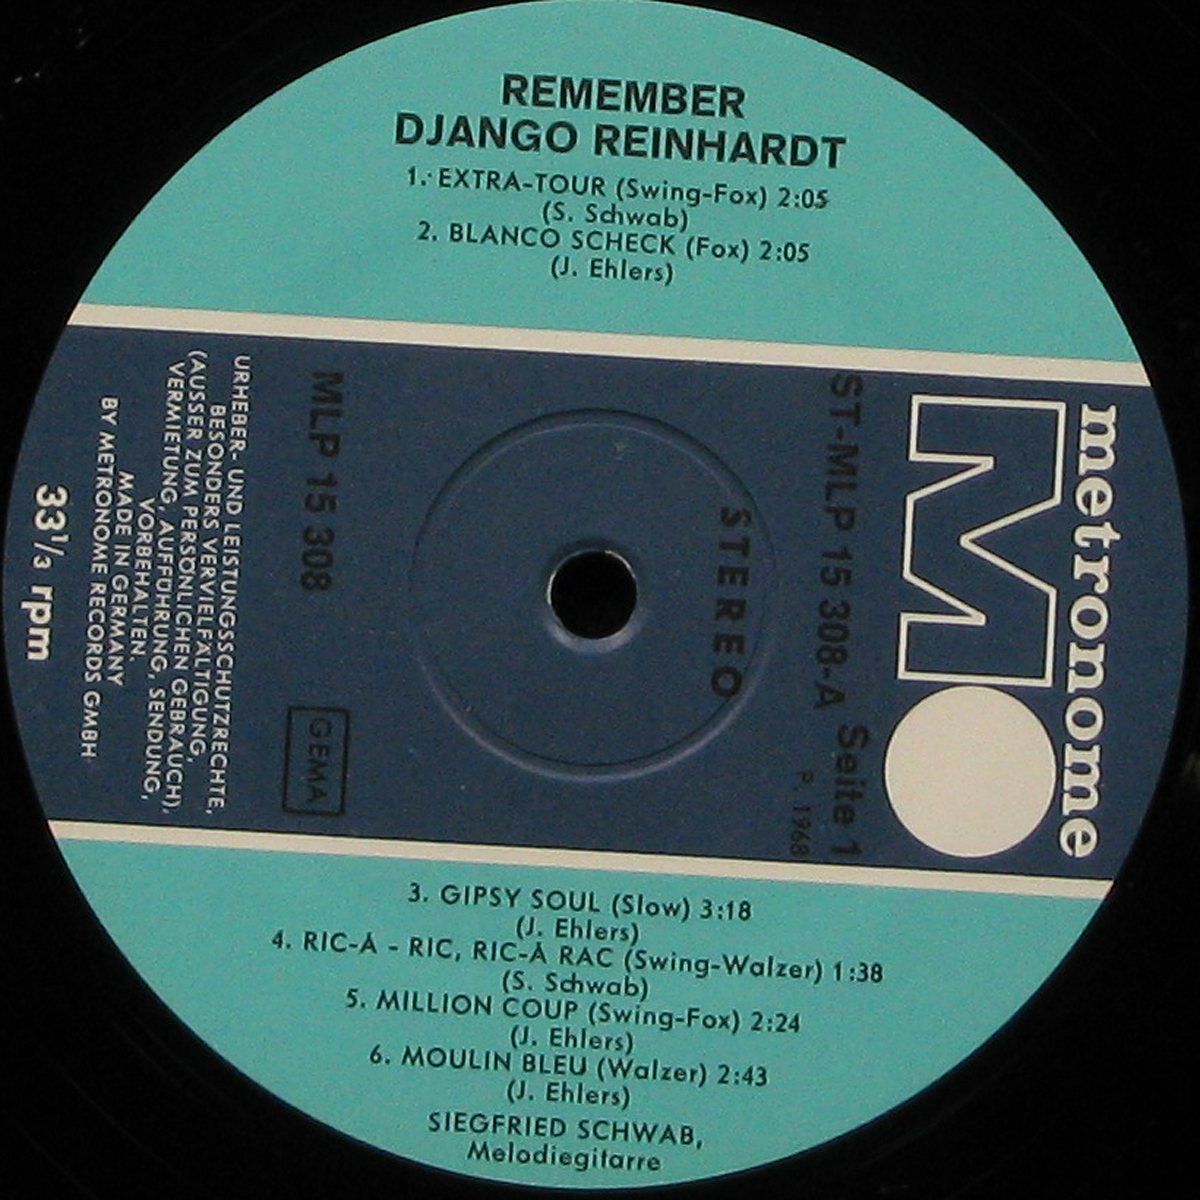 REMEMBER
DJANGO REINHARDT
1. EXTRA-TOUR (Swing-Fox) 2:05
(S. Schwab)
2. BLANCO SCHECK (Fox) 2:05
(J. Ehlers)
metronome
M
ST-MLP 15 308-A Seite 1
P. 1968
STEREO
MLP 15 308
GEMA
URHEBER- UND LEISTUNGSSCHUTZRECHTE,
BESONDERS VERVIELFÄLTIGUNG,
(AUSSER ZUM PERSÖNLICHEN GEBRAUCH),
VERMIETUNG, AUFFÜHRUNG, SENDUNG,
VORBEHALTEN.
MADE IN GERMANY
BY METRONOME RECORDS GMBH
33 1/3 rpm
3. GIPSY SOUL (Slow) 3:18
(J. Ehlers)
4. RIC-À - RIC, RIC-À RAC (Swing-Walzer) 1:38
(S. Schwab)
5. MILLION COUP (Swing-Fox) 2:24
(J. Ehlers)
6. MOULIN BLEU (Walzer) 2:43
(J. Ehlers)
SIEGFRIED SCHWAB,
Melodiegitarre